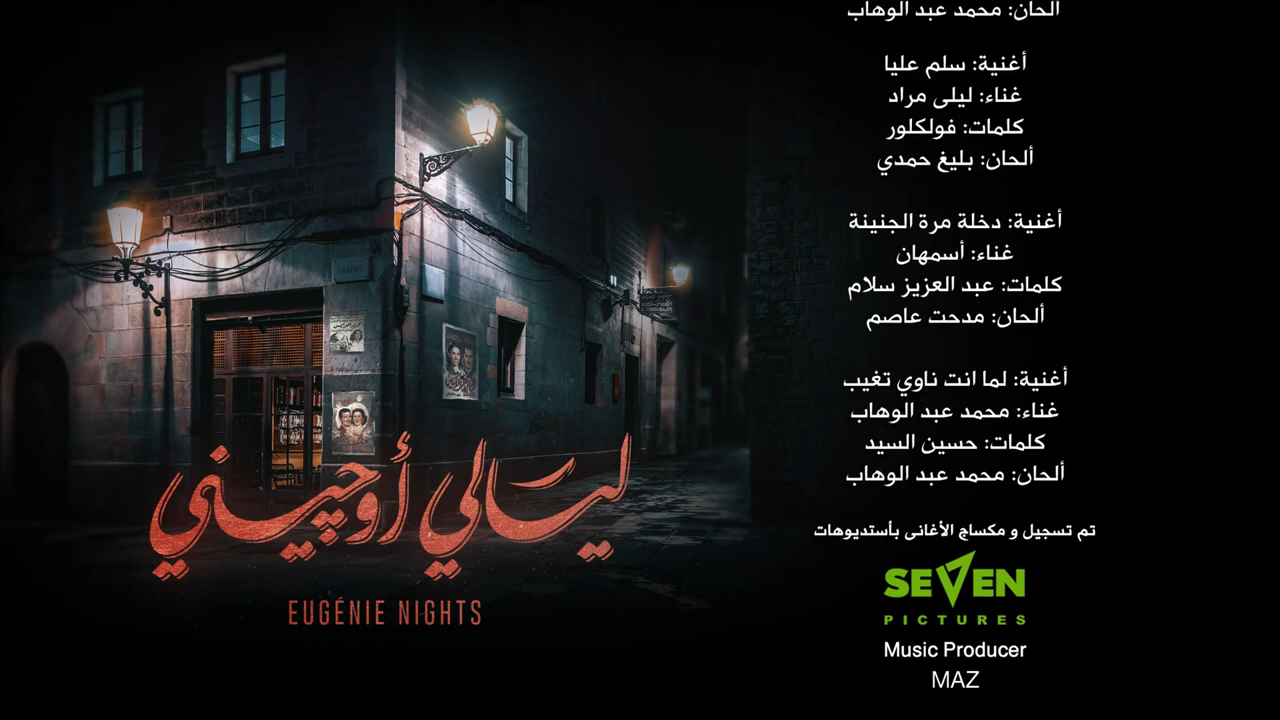 ألحان: محمد عبد الوهاب
أغنية: سلم عليا
غناء: ليلى مراد
كلمات: فولكلور
ألحان: بليغ حمدي
أغنية: دخلة مرة الجنينة
غناء: أسمهان
كلمات: عبد العزيز سلام
ألحان: مدحت عاصم
أغنية: لما انت ناوي تغيب
غناء: محمد عبد الوهاب
كلمات: حسين السيد
ألحان: محمد عبد الوهاب
تم تسجيل و مكساج الأغانى بأستديوهات
SEVEN
PICTURES
Music Producer
MAZ
ليالي أوجيني
EUGÉNIE NIGHTS